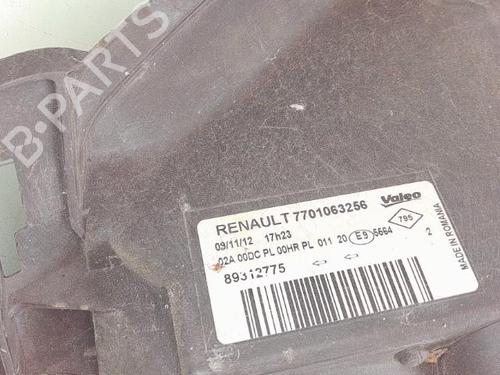 B-PARTS
RENAULT 7701063256 Valeo
09/11/12 17h23 795
02A 00DC PL 00HR PL 011 20 E9 5664 2
89312775
MADE IN ROMANIA